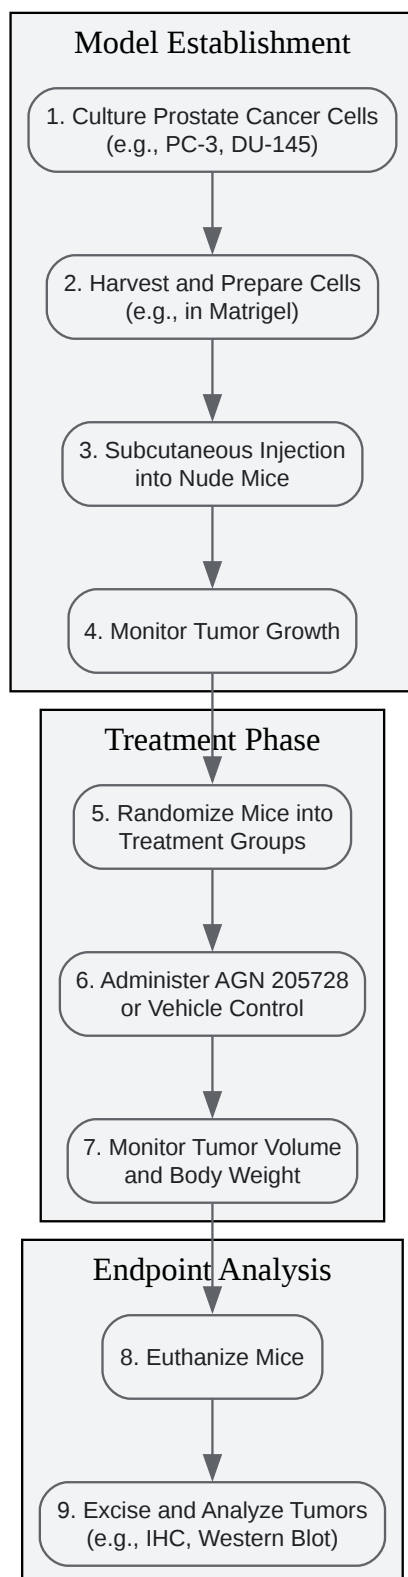 Model Establishment
1. Culture Prostate Cancer Cells
(e.g., PC-3, DU-145)
2. Harvest and Prepare Cells
(e.g., in Matrigel)
3. Subcutaneous Injection
into Nude Mice
4. Monitor Tumor Growth
Treatment Phase
5. Randomize Mice into
Treatment Groups
6. Administer AGN 205728
or Vehicle Control
7. Monitor Tumor Volume
and Body Weight
Endpoint Analysis
8. Euthanize Mice
9. Excise and Analyze Tumors
(e.g., IHC, Western Blot)